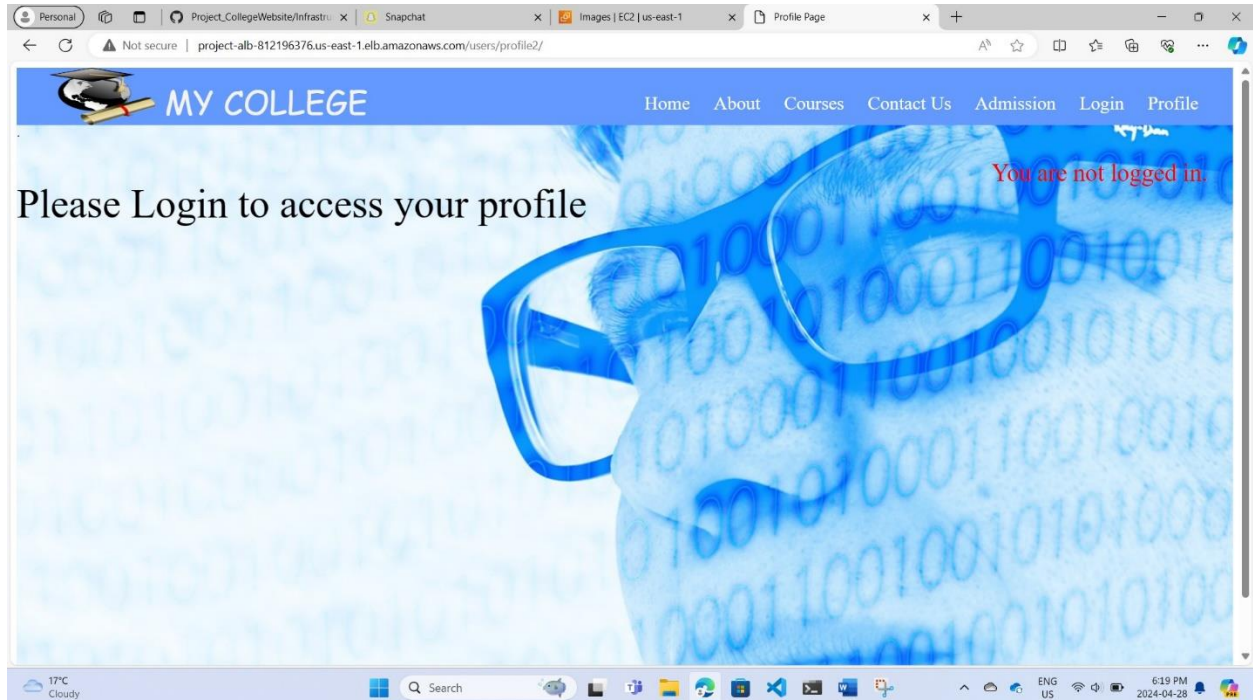 Personal
Project_CollegeWebsite/Infrastru
Snapchat
Images | EC2 | us-east-1
Profile Page
Not secure | project-alb-812196376.us-east-1.elb.amazonaws.com/users/profile2/
MY COLLEGE
Home About Courses Contact Us Admission Login Profile
You are not logged in.
Please Login to access your profile
17°C
Cloudy
Search
ENG
US
6:19 PM
2024-04-28